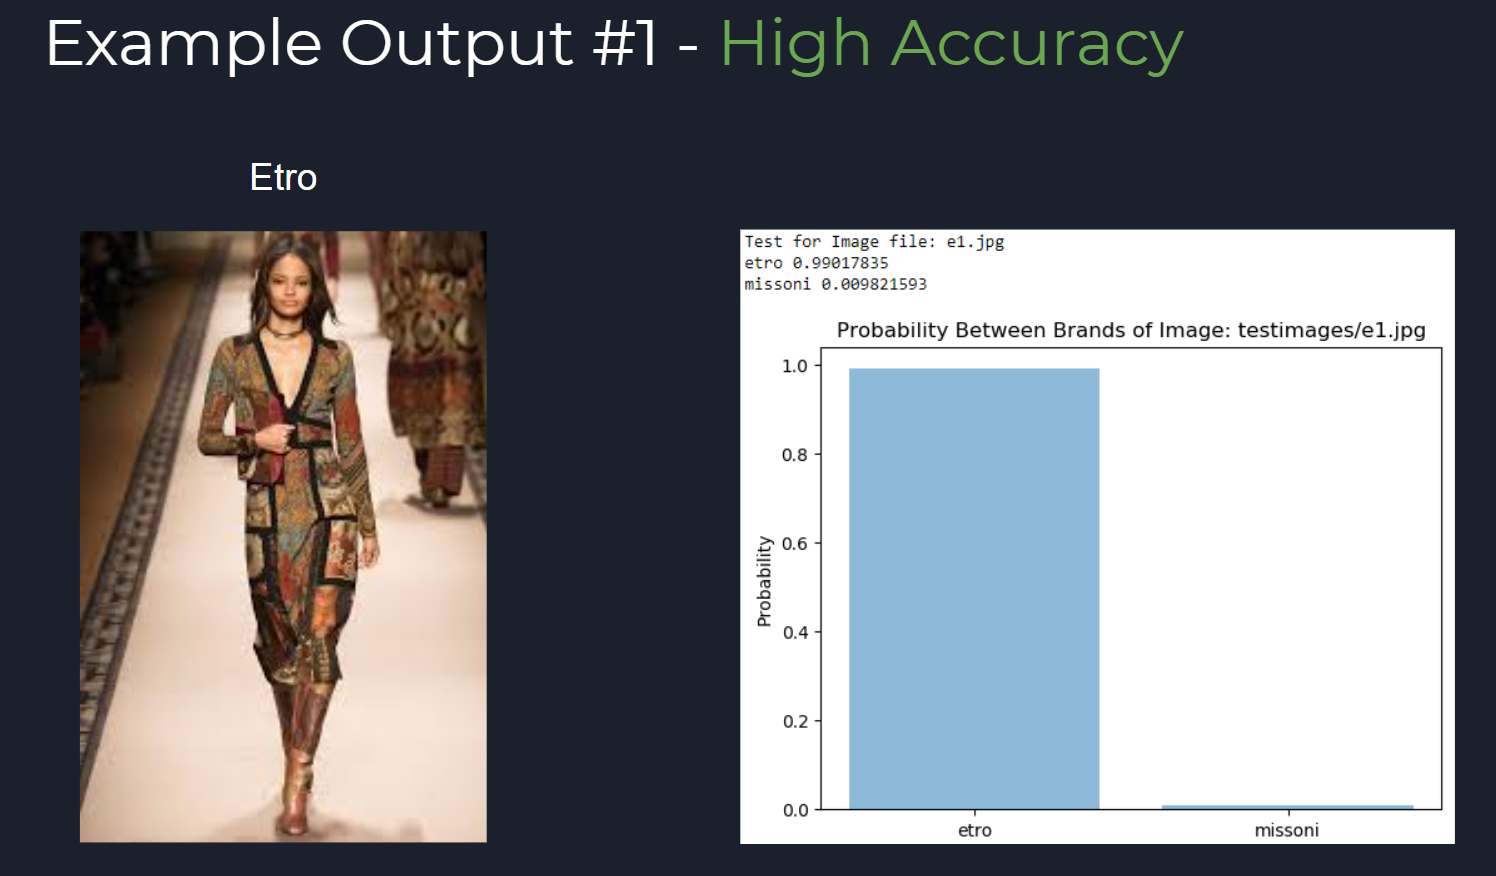 Example Output #1 - High Accuracy
Etro
Test for Image file: e1.jpg
etro 0.99017835
missoni 0.009821593
Probability Between Brands of Image: testimages/e1.jpg
1.0
0.8
0.6
0.4
0.2
0.0
Probability
etro
missoni